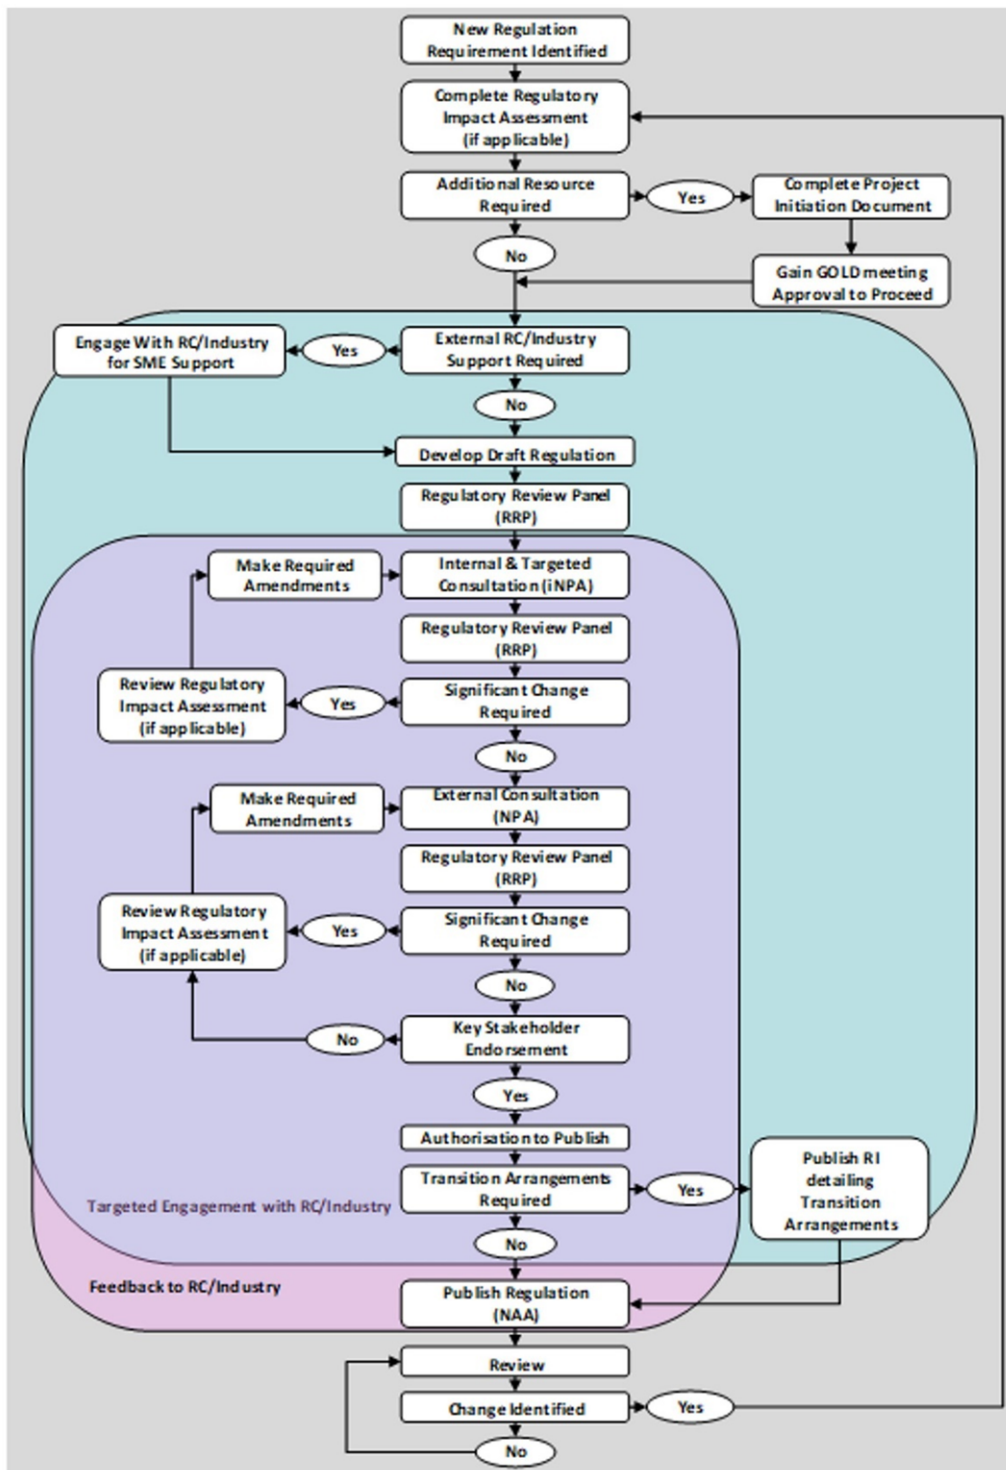 New Regulation
Requirement Identified
Complete Regulatory
Impact Assessment
(if applicable)
Additional Resource
Required
Yes
Complete Project
Initiation Document
No
Gain GOLD meeting
Approval to Proceed
Engage With RC/Industry
for SME Support
Yes
External RC/Industry
Support Required
No
Develop Draft Regulation
Regulatory Review Panel
(RRP)
Make Required
Amendments
Internal & Targeted
Consultation (iNPA)
Regulatory Review Panel
(RRP)
Review Regulatory
Impact Assessment
(if applicable)
Yes
Significant Change
Required
No
Make Required
Amendments
External Consultation
(NPA)
Regulatory Review Panel
(RRP)
Review Regulatory
Impact Assessment
(if applicable)
Yes
Significant Change
Required
No
No
Key Stakeholder
Endorsement
Yes
Authorisation to Publish
Transition Arrangements
Required
Yes
Publish RI
detailing
Transition
Arrangements
Targeted Engagement with RC/Industry
No
Feedback to RC/Industry
Publish Regulation
(NAA)
Review
Change Identified
Yes
No